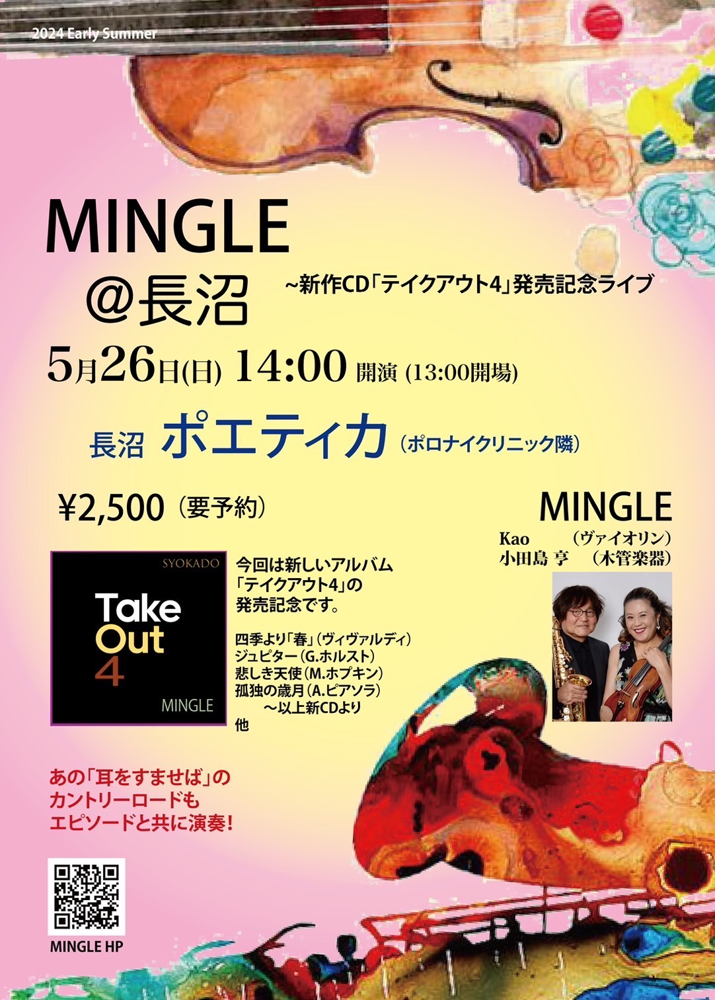 2024 Early Summer
MINGLE
@長沼
~新作CD「テイクアウト4」発売記念ライブ
5月26日(日) 14:00 開演 (13:00開場)
長沼 ポエティカ（ポロナイクリニック隣）
¥2,500（要予約）
MINGLE
Kao （ヴァイオリン）
小田島 亨 （木管楽器）
SYOKADO
Take
Out
4
MINGLE
今回は新しいアルバム
「テイクアウト4」の
発売記念です。
四季より「春」（ヴィヴァルディ）
ジュピター（G.ホルスト）
悲しき天使（M.ホプキン）
孤独の歳月（A.ピアソラ）
～以上新CDより
他
あの「耳をすませば」の
カントリーロードも
エピソードと共に演奏!
MINGLE HP